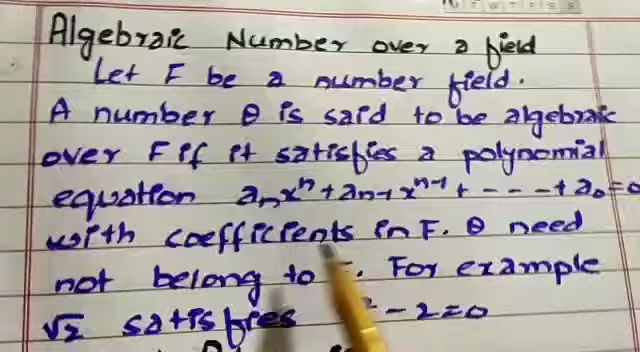 Algebraic Number over a field
Let F be a number field.
A number θ is said to be algebraic
over F if it satisfies a polynomial
equation aₙxⁿ+aₙ₋₁xⁿ⁻¹+----+a₀=0
with coefficients in F. θ need
not belong to F. For example
√2 satisfies ²-2=0